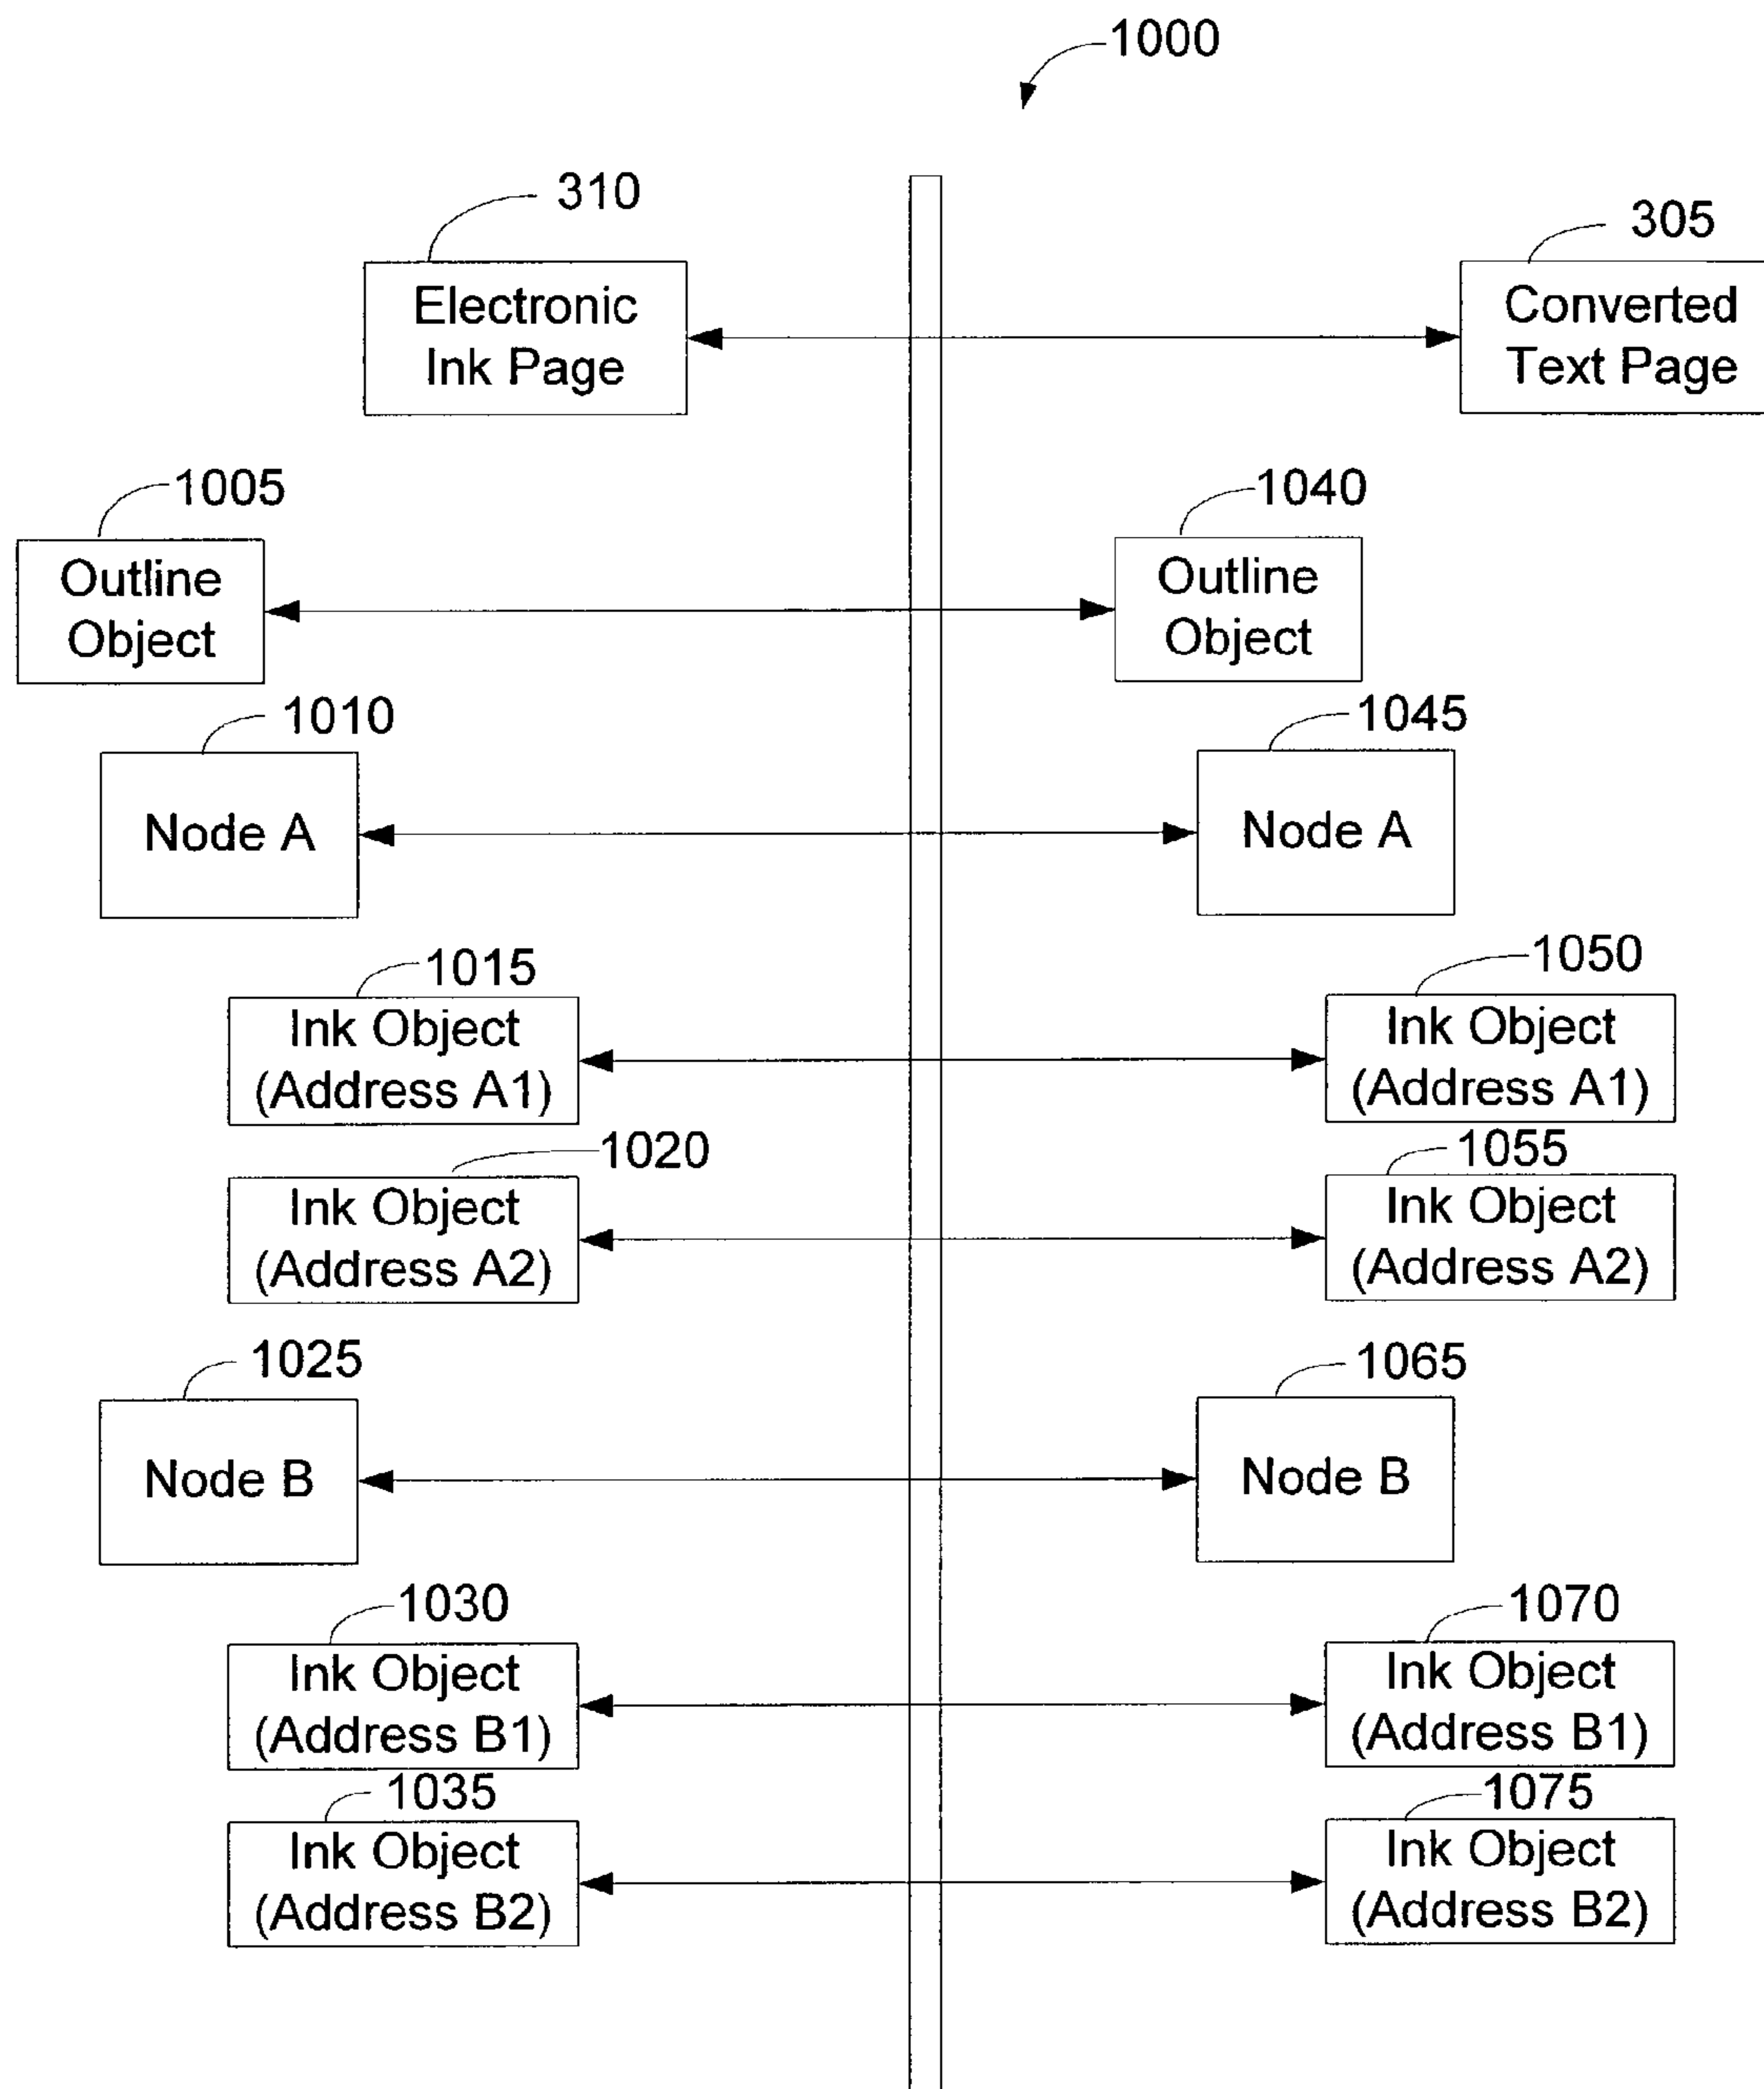 1000
310
305
Electronic
Ink Page
Converted
Text Page
1005
1040
Outline
Object
Outline
Object
1010
1045
Node A
Node A
1015
1050
Ink Object
(Address A1)
Ink Object
(Address A1)
1020
1055
Ink Object
(Address A2)
Ink Object
(Address A2)
1025
1065
Node B
Node B
1030
1070
Ink Object
(Address B1)
Ink Object
(Address B1)
1035
1075
Ink Object
(Address B2)
Ink Object
(Address B2)